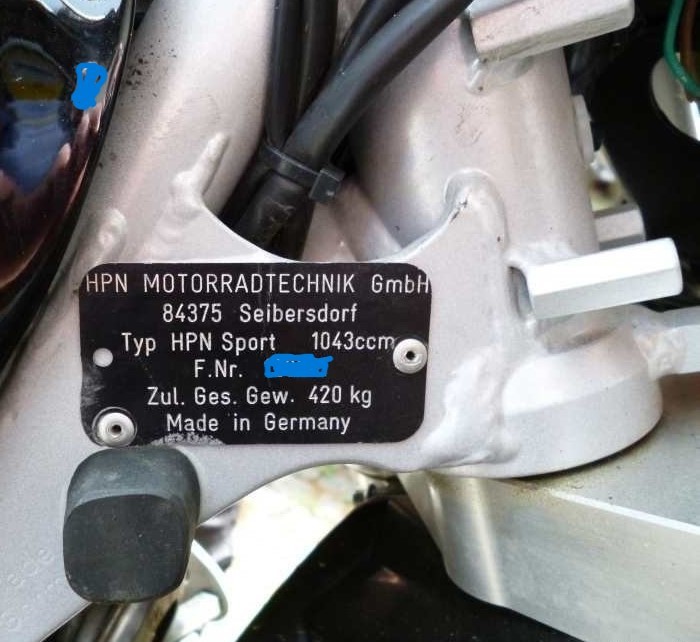 HPN MOTORRADTECHNIK GmbH
84375 Seibersdorf
Typ HPN Sport 1043ccm
F.Nr.
Zul. Ges. Gew. 420 kg
Made in Germany